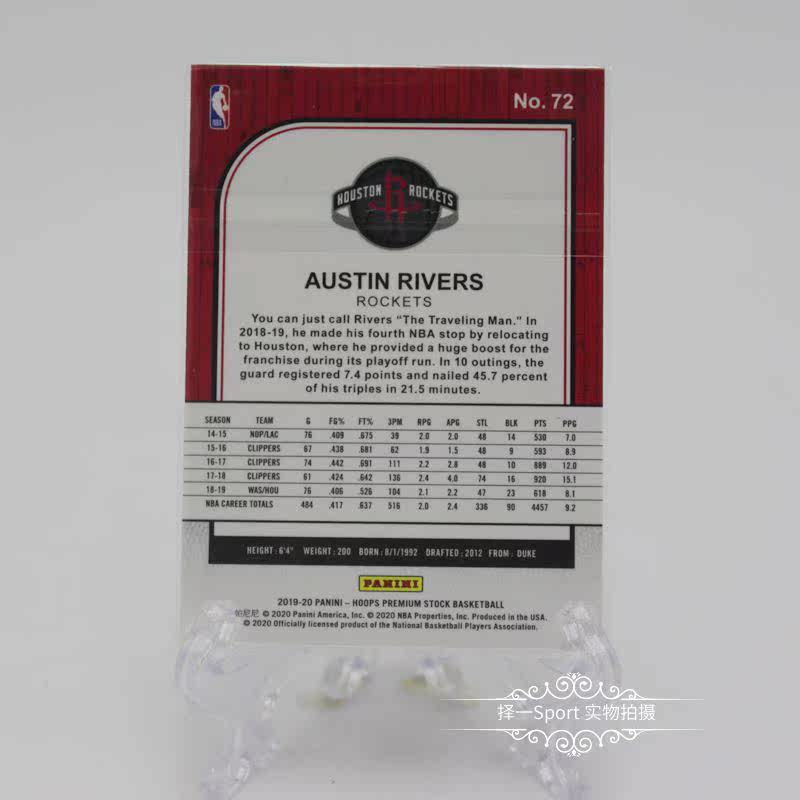 No. 72
HOUSTON ROCKETS
AUSTIN RIVERS
ROCKETS
You can just call Rivers “The Traveling Man.” In
2018-19, he made his fourth NBA stop by relocating
to Houston, where he provided a huge boost for the
franchise during its playoff run. In 10 outings, the
guard registered 7.4 points and nailed 45.7 percent
of his triples in 21.5 minutes.
SEASON TEAM G FG% FT% 3PM RPG APG STL BLK PTS PPG
14-15 NOP/LAC 76 .409 .675 39 2.0 2.0 48 14 530 7.0
15-16 CLIPPERS 67 .438 .681 62 1.9 1.5 48 9 593 8.9
16-17 CLIPPERS 74 .442 .691 111 2.2 2.8 48 10 889 12.0
17-18 CLIPPERS 61 .424 .642 136 2.4 4.0 74 16 920 15.1
18-19 WAS/HOU 76 .406 .526 104 2.1 2.2 47 23 618 8.1
NBA CAREER TOTALS 484 .417 .637 516 2.0 2.4 336 90 4457 9.2
HEIGHT: 6'4" WEIGHT: 200 BORN: 8/1/1992 DRAFTED: 2012 FROM: DUKE
PANINI
2019-20 PANINI – HOOPS PREMIUM STOCK BASKETBALL
帕尼尼 © 2020 Panini America, Inc. © 2020 NBA Properties, Inc. Produced in the USA.
© 2020 Officially licensed product of the National Basketball Players Association.
择一Sport 实物拍摄